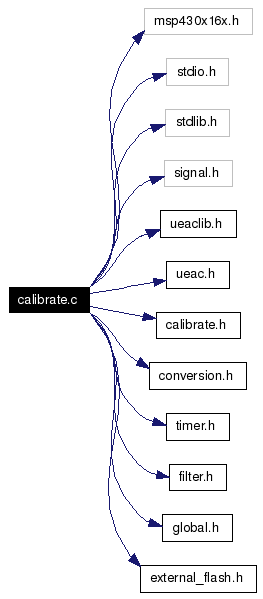 msp430x16x.h
stdio.h
stdlib.h
signal.h
ueaclib.h
ueac.h
calibrate.c
calibrate.h
conversion.h
timer.h
filter.h
global.h
external_flash.h